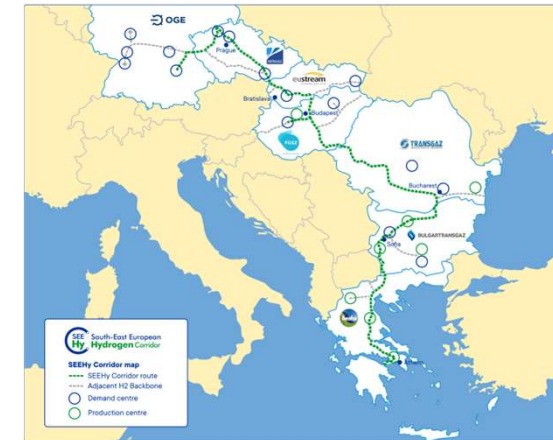 OGE
Prague
eustream
Bratislava
Budapest
FGSZ
TRANSGAZ
Bucharest
BULGARTRANSGAZ
Sofia
Athens
SEE
Hy
South-East European
Hydrogen Corridor
SEEHy Corridor map
SEEHy Corridor route
Adjacent H2 Backbone
Demand centre
Production centre